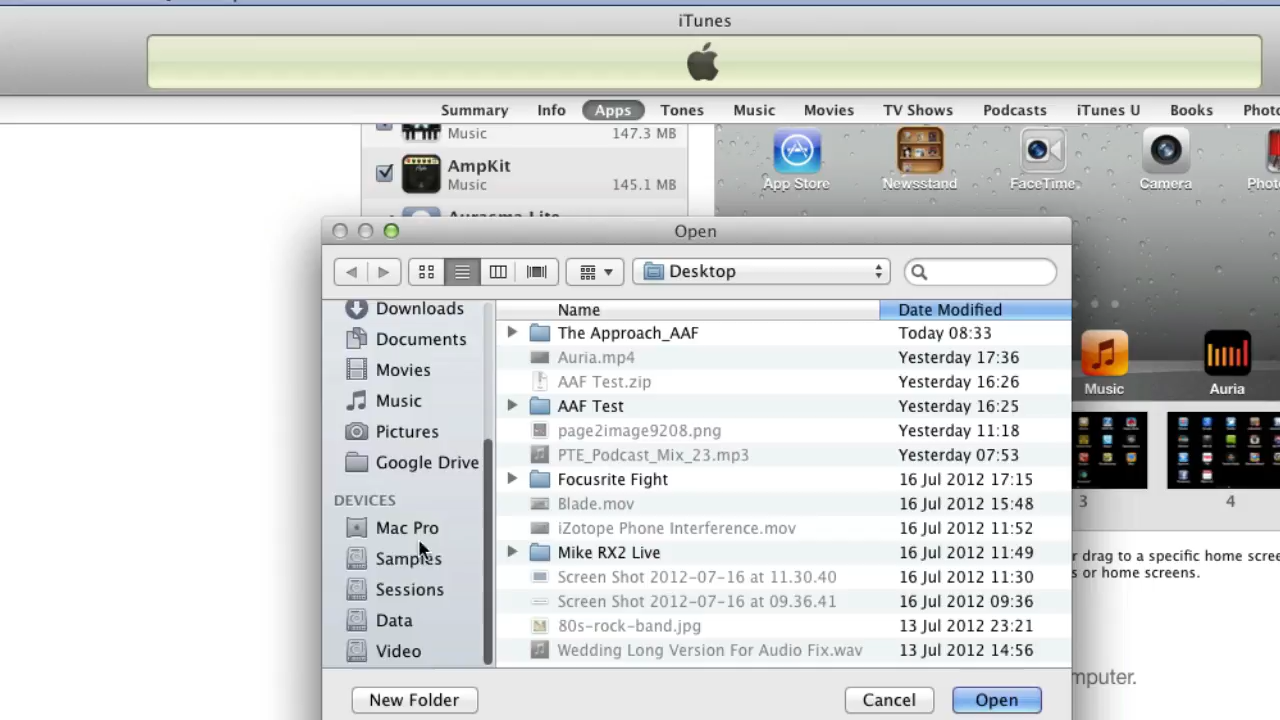 iTunes
Summary Info Apps Tones Music Movies TV Shows Podcasts iTunes U Books
Music 147.3 MB
AmpKit
Music 145.1 MB
App Store Newsstand FaceTime Camera
Open
Desktop
Name Date Modified
Downloads
Documents
Movies
Music
Pictures
Google Drive
DEVICES
Mac Pro
Samples
Sessions
Data
Video
The Approach_AAF Today 08:33
Auria.mp4 Yesterday 17:36
AAF Test.zip Yesterday 16:26
AAF Test Yesterday 16:25
page2image9208.png Yesterday 11:18
PTE_Podcast_Mix_23.mp3 Yesterday 07:53
Focusrite Fight 16 Jul 2012 17:15
Blade.mov 16 Jul 2012 15:48
iZotope Phone Interference.mov 16 Jul 2012 11:52
Mike RX2 Live 16 Jul 2012 11:49
Screen Shot 2012-07-16 at 11.30.40 16 Jul 2012 11:30
Screen Shot 2012-07-16 at 09.36.41 16 Jul 2012 09:36
80s-rock-band.jpg 13 Jul 2012 23:21
Wedding Long Version For Audio Fix.wav 13 Jul 2012 14:56
Music Auria
3 4
drag to a specific home
or home screens.
New Folder Cancel Open